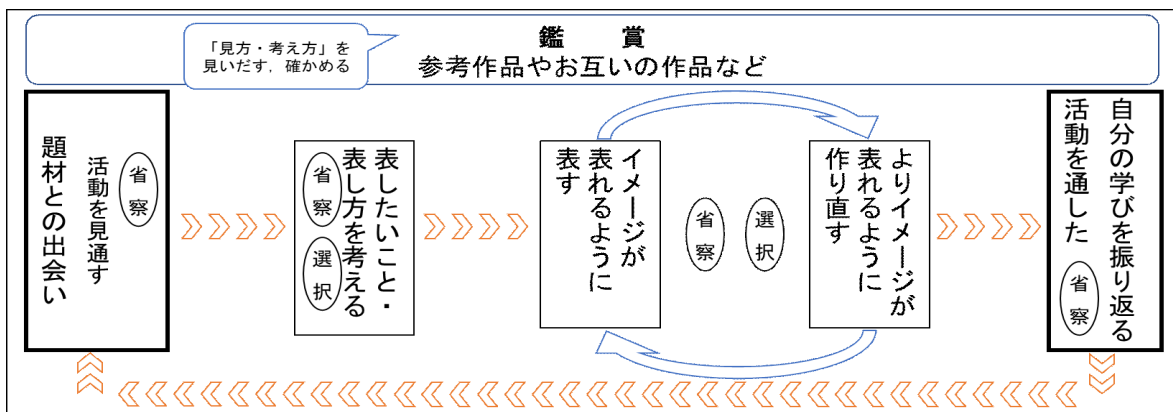 鑑　賞
参考作品やお互いの作品など
「見方・考え方」を
見いだす，確かめる
題材との出会い
活動を見通す
省察
表したいこと・
表し方を考える
省察
選択
イメージが
表れるように
表す
省察
選択
よりイメージが
表れるように
作り直す
自分の学びを振り返る
活動を通した
省察